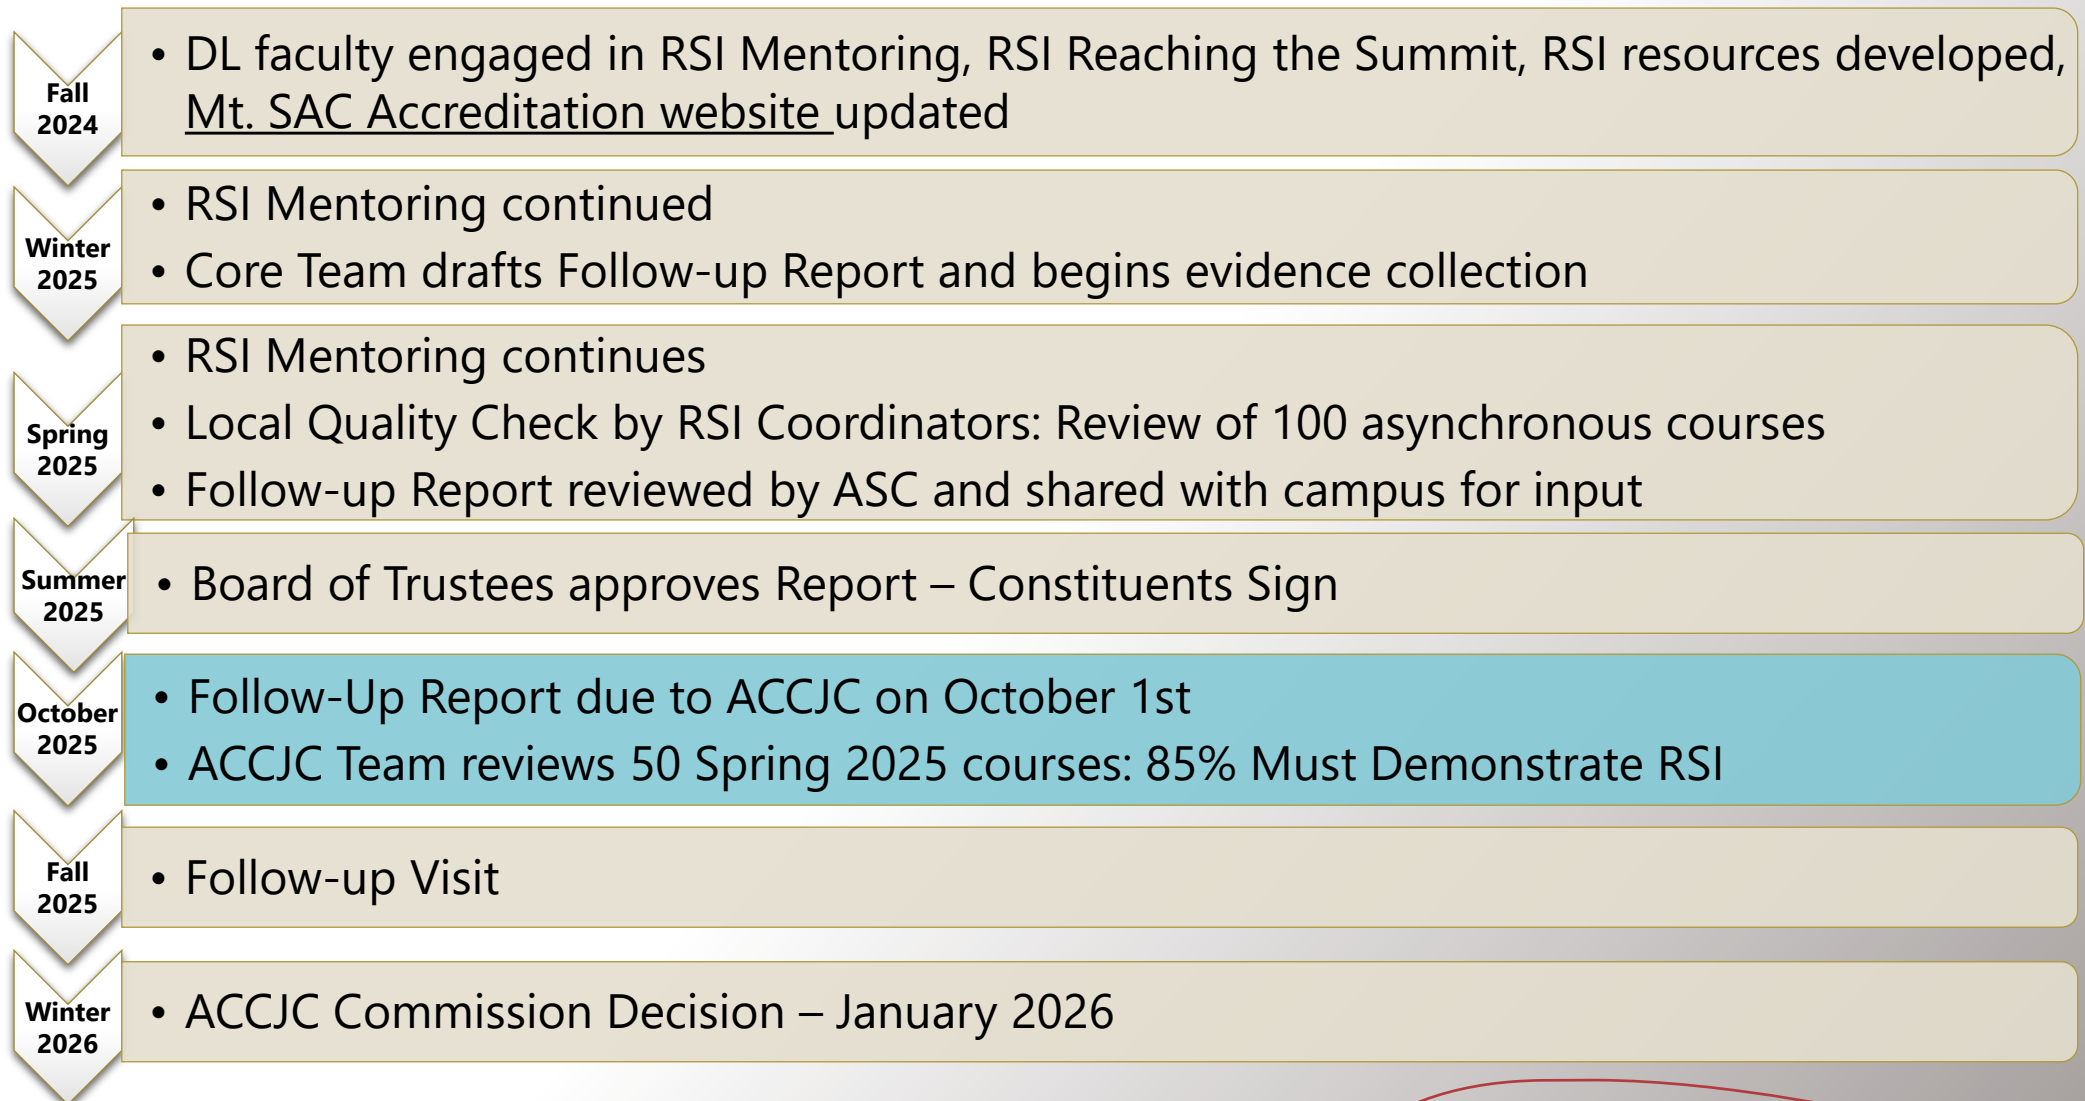 Fall
2024
• DL faculty engaged in RSI Mentoring, RSI Reaching the Summit, RSI resources developed,
Mt. SAC Accreditation website updated
Winter
2025
• RSI Mentoring continued
• Core Team drafts Follow-up Report and begins evidence collection
Spring
2025
• RSI Mentoring continues
• Local Quality Check by RSI Coordinators: Review of 100 asynchronous courses
• Follow-up Report reviewed by ASC and shared with campus for input
Summer
2025
• Board of Trustees approves Report – Constituents Sign
October
2025
• Follow-Up Report due to ACCJC on October 1st
• ACCJC Team reviews 50 Spring 2025 courses: 85% Must Demonstrate RSI
Fall
2025
• Follow-up Visit
Winter
2026
• ACCJC Commission Decision – January 2026